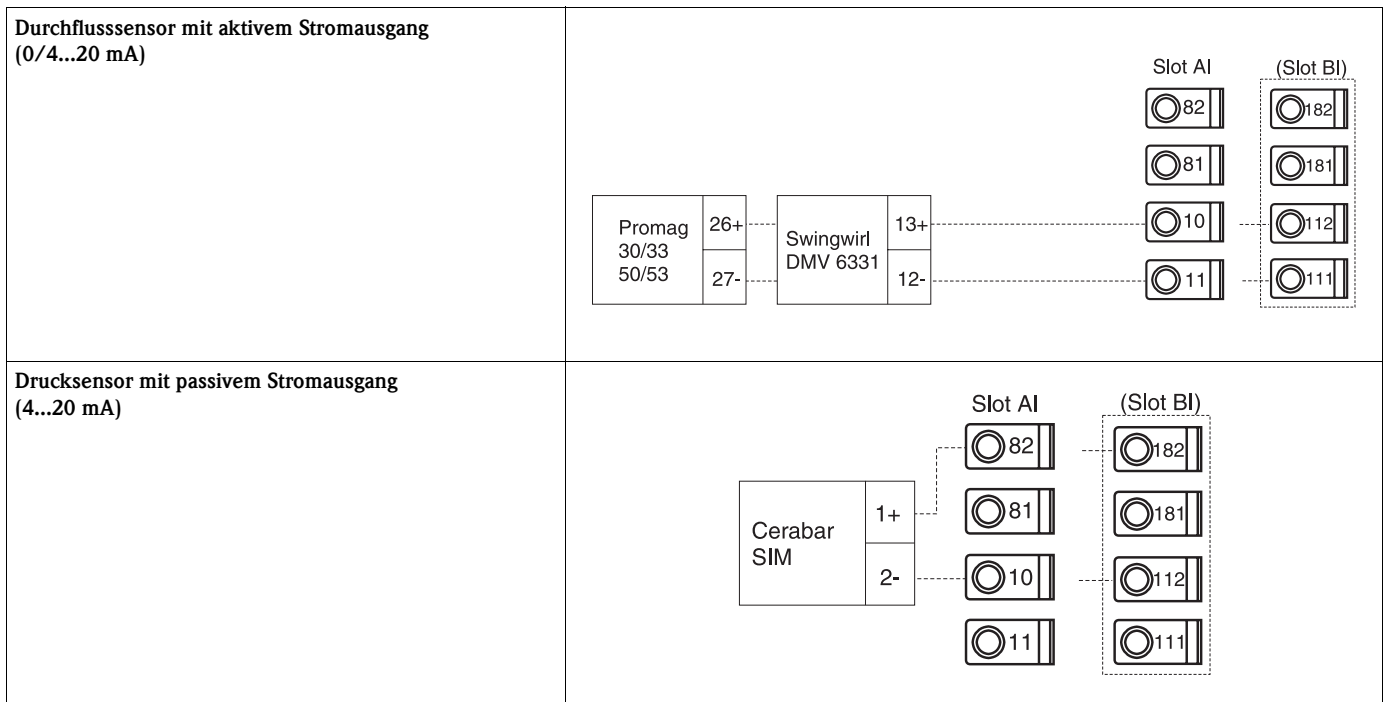 Durchflusssensor mit aktivem Stromausgang
(0/4...20 mA)
Slot AI
(Slot BI)
82
182
81
181
Promag
30/33
50/53
26+
27-
Swingwirl
DMV 6331
13+
12-
10
112
11
111
Drucksensor mit passivem Stromausgang
(4...20 mA)
Slot AI
(Slot BI)
82
182
Cerabar
SIM
1+
2-
81
181
10
112
11
111